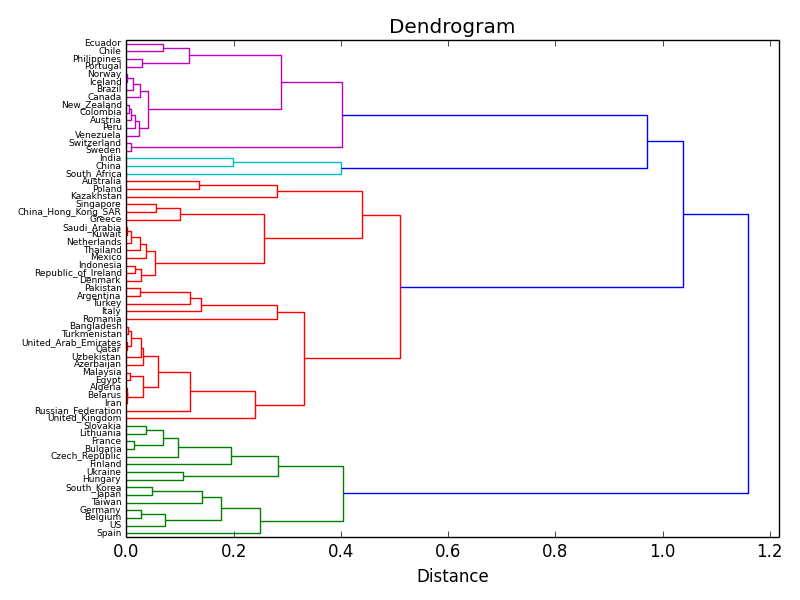 Dendrogram
Ecuador
Chile
Philippines
Portugal
Norway
Iceland
Brazil
Canada
New_Zealand
Colombia
Austria
Peru
Venezuela
Switzerland
Sweden
India
China
South_Africa
Australia
Poland
Kazakhstan
Singapore
China_Hong_Kong_SAR
Greece
Saudi_Arabia
Kuwait
Netherlands
Thailand
Mexico
Indonesia
Republic_of_Ireland
Denmark
Pakistan
Argentina
Turkey
Italy
Romania
Bangladesh
Turkmenistan
United_Arab_Emirates
Qatar
Uzbekistan
Azerbaijan
Malaysia
Egypt
Algeria
Belarus
Iran
Russian_Federation
United_Kingdom
Slovakia
Lithuania
France
Bulgaria
Czech_Republic
Finland
Ukraine
Hungary
South_Korea
Japan
Taiwan
Germany
Belgium
US
Spain
0.0 0.2 0.4 0.6 0.8 1.0 1.2
Distance